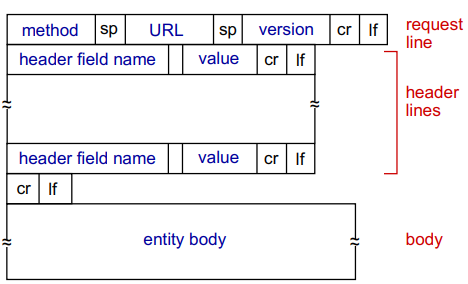 method sp URL sp version cr lf request line
header field name value cr lf
header lines
header field name value cr lf
cr lf
entity body body